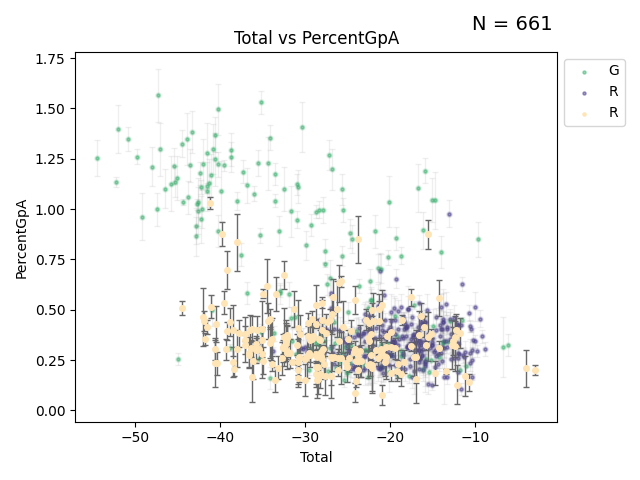 N = 661
Total vs PercentGpA
G
R
R
PercentGpA
1.75
1.50
1.25
1.00
0.75
0.50
0.25
0.00
−50
−40
−30
−20
−10
Total